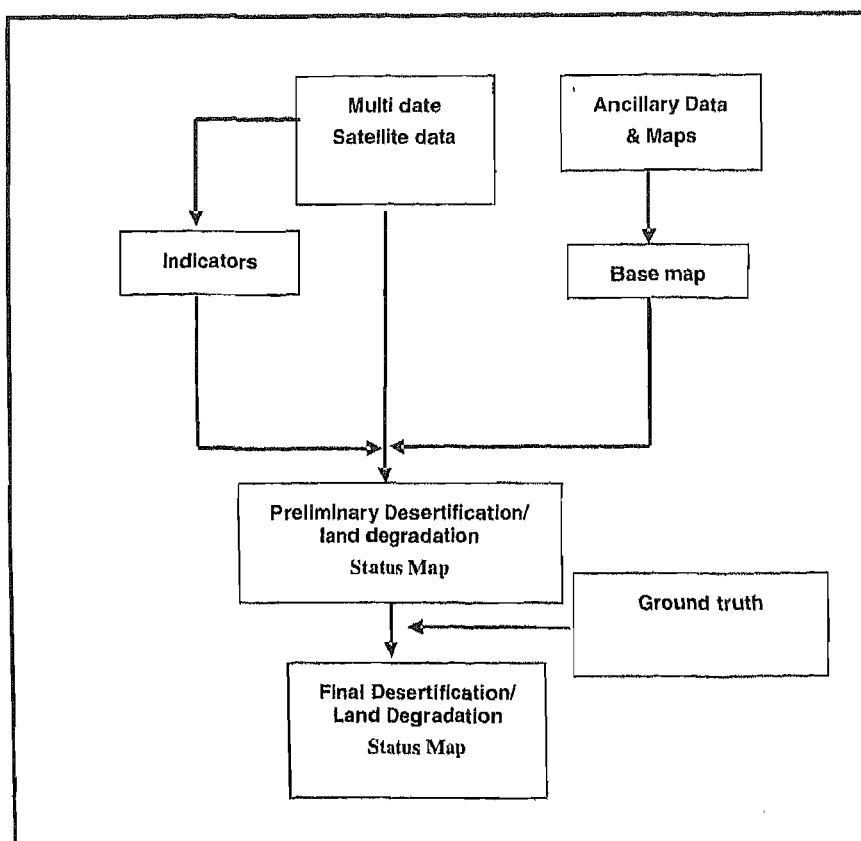 Multi date
Satellite data
Ancillary Data
& Maps
Indicators
Base map
Preliminary Desertification/
land degradation
Status Map
Ground truth
Final Desertification/
Land Degradation
Status Map